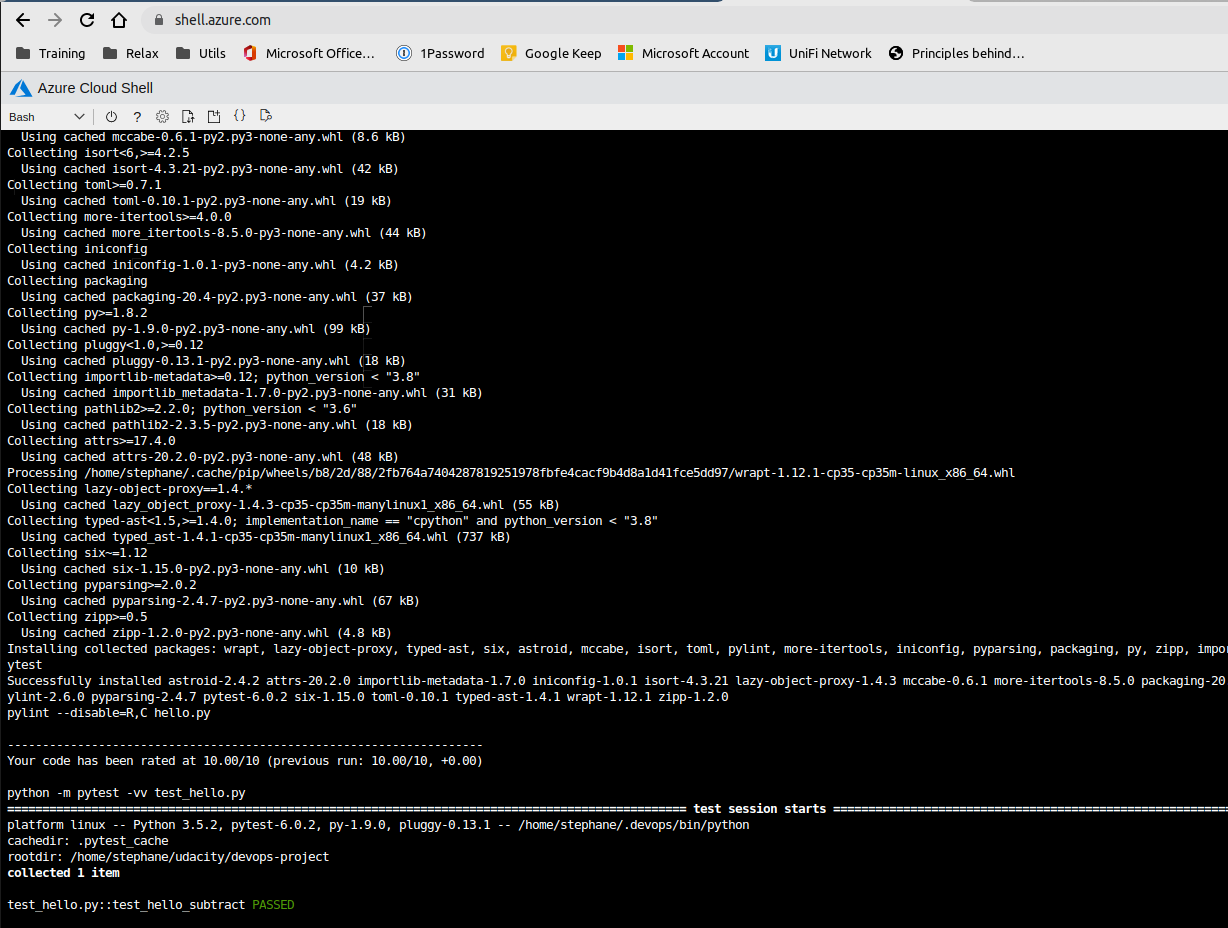 shell.azure.com
Training Relax Utils Microsoft Office... 1Password Google Keep Microsoft Account UniFi Network Principles behind...
Azure Cloud Shell
Bash ? {}
Using cached mccabe-0.6.1-py2.py3-none-any.whl (8.6 kB)
Collecting isort<6,>=4.2.5
Using cached isort-4.3.21-py2.py3-none-any.whl (42 kB)
Collecting toml>=0.7.1
Using cached toml-0.10.1-py2.py3-none-any.whl (19 kB)
Collecting more-itertools>=4.0.0
Using cached more_itertools-8.5.0-py3-none-any.whl (44 kB)
Collecting iniconfig
Using cached iniconfig-1.0.1-py3-none-any.whl (4.2 kB)
Collecting packaging
Using cached packaging-20.4-py2.py3-none-any.whl (37 kB)
Collecting py>=1.8.2
Using cached py-1.9.0-py2.py3-none-any.whl (99 kB)
Collecting pluggy<1.0,>=0.12
Using cached pluggy-0.13.1-py2.py3-none-any.whl (18 kB)
Collecting importlib-metadata>=0.12; python_version < "3.8"
Using cached importlib_metadata-1.7.0-py2.py3-none-any.whl (31 kB)
Collecting pathlib2>=2.2.0; python_version < "3.6"
Using cached pathlib2-2.3.5-py2.py3-none-any.whl (18 kB)
Collecting attrs>=17.4.0
Using cached attrs-20.2.0-py2.py3-none-any.whl (48 kB)
Processing /home/stephane/.cache/pip/wheels/b8/2d/88/2fb764a7404287819251978fbfe4cacf9b4d8a1d41fce5dd97/wrapt-1.12.1-cp35-cp35m-linux_x86_64.whl
Collecting lazy-object-proxy==1.4.*
Using cached lazy_object_proxy-1.4.3-cp35-cp35m-manylinux1_x86_64.whl (55 kB)
Collecting typed-ast<1.5,>=1.4.0; implementation_name == "cpython" and python_version < "3.8"
Using cached typed_ast-1.4.1-cp35-cp35m-manylinux1_x86_64.whl (737 kB)
Collecting six~=1.12
Using cached six-1.15.0-py2.py3-none-any.whl (10 kB)
Collecting pyparsing>=2.0.2
Using cached pyparsing-2.4.7-py2.py3-none-any.whl (67 kB)
Collecting zipp>=0.5
Using cached zipp-1.2.0-py2.py3-none-any.whl (4.8 kB)
Installing collected packages: wrapt, lazy-object-proxy, typed-ast, six, astroid, mccabe, isort, toml, pylint, more-itertools, iniconfig, pyparsing, packaging, py, zipp, impor
ytest
Successfully installed astroid-2.4.2 attrs-20.2.0 importlib-metadata-1.7.0 iniconfig-1.0.1 isort-4.3.21 lazy-object-proxy-1.4.3 mccabe-0.6.1 more-itertools-8.5.0 packaging-20
ylint-2.6.0 pyparsing-2.4.7 pytest-6.0.2 six-1.15.0 toml-0.10.1 typed-ast-1.4.1 wrapt-1.12.1 zipp-1.2.0
pylint --disable=R,C hello.py
--------------------------------------------------------------------
Your code has been rated at 10.00/10 (previous run: 10.00/10, +0.00)
python -m pytest -vv test_hello.py
================================================================================================= test session starts =========================================================
platform linux -- Python 3.5.2, pytest-6.0.2, py-1.9.0, pluggy-0.13.1 -- /home/stephane/.devops/bin/python
cachedir: .pytest_cache
rootdir: /home/stephane/udacity/devops-project
collected 1 item
test_hello.py::test_hello_subtract PASSED